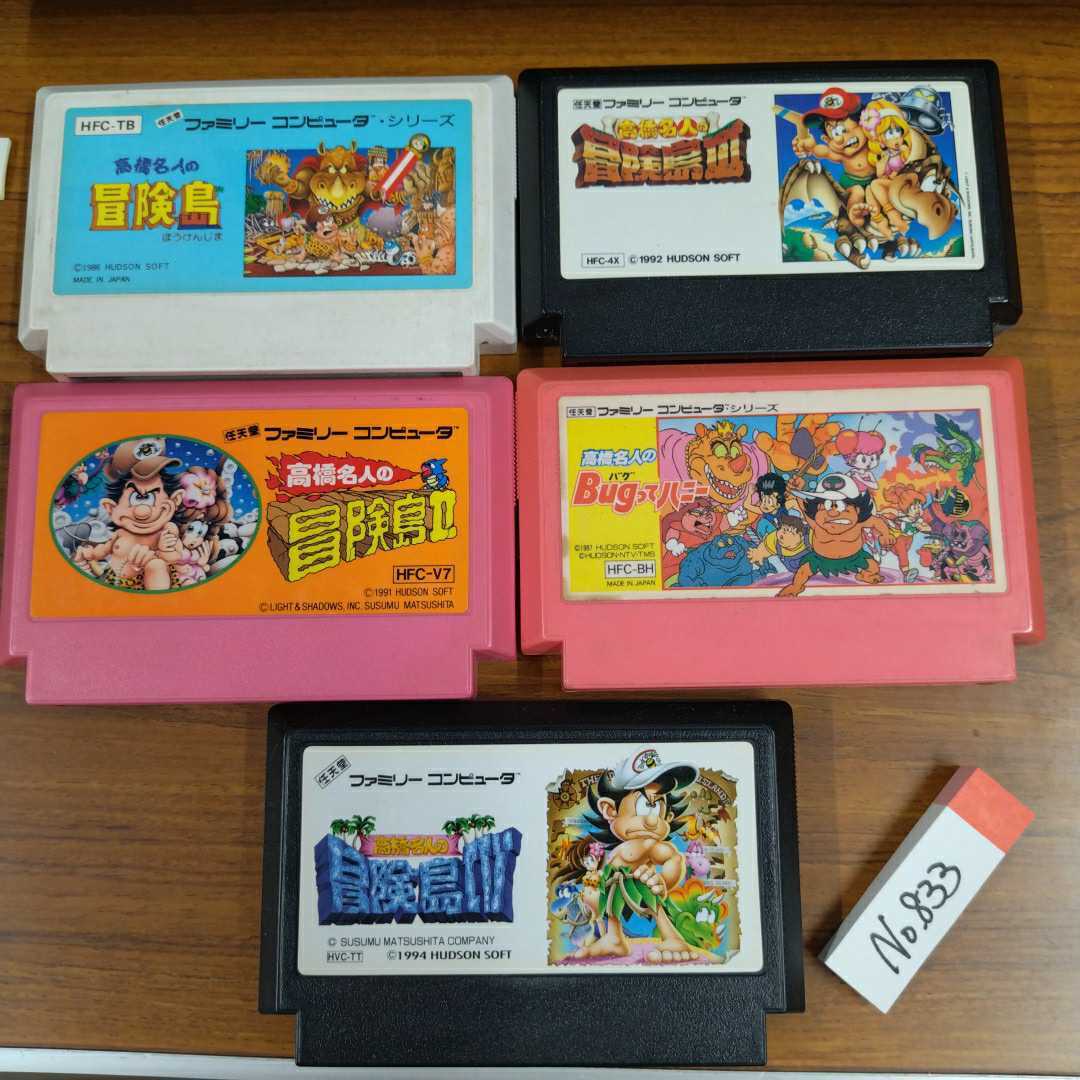 HFC-TB 任天堂 ファミリー コンピュータ・シリーズ
高橋名人の
冒険島
ぼうけんじま
©1986 HUDSON SOFT
MADE IN JAPAN
任天堂 ファミリー コンピュータ
高橋名人の
冒険島III
HFC-4X ©1992 HUDSON SOFT
任天堂 ファミリー コンピュータ
高橋名人の
冒険島II
HFC-V7
©1991 HUDSON SOFT
©LIGHT & SHADOWS, INC. SUSUMU MATSUSHITA
任天堂 ファミリー コンピュータ・シリーズ
高橋名人の
バグ
Bugってハニー
©1987 HUDSON SOFT
©HUDSON・NTV・TMS
HFC-BH
MADE IN JAPAN
任天堂 ファミリー コンピュータ
高橋名人の
冒険島IV
© SUSUMU MATSUSHITA COMPANY
HVC-TT ©1994 HUDSON SOFT
No.833